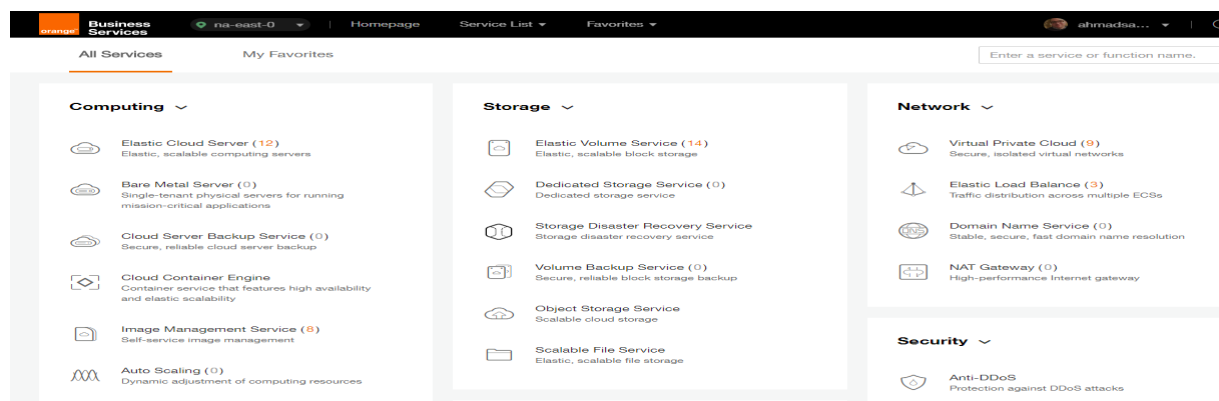 orange Business Services na-east-0 Homepage Service List Favorites ahmadsa...
All Services My Favorites Enter a service or function name.
Computing
Elastic Cloud Server (12)
Elastic, scalable computing servers
Bare Metal Server (0)
Single-tenant physical servers for running
mission-critical applications
Cloud Server Backup Service (0)
Secure, reliable cloud server backup
Cloud Container Engine
Container service that features high availability
and elastic scalability
Image Management Service (8)
Self-service image management
Auto Scaling (0)
Dynamic adjustment of computing resources
Storage
Elastic Volume Service (14)
Elastic, scalable block storage
Dedicated Storage Service (0)
Dedicated storage service
Storage Disaster Recovery Service
Storage disaster recovery service
Volume Backup Service (0)
Secure, reliable block storage backup
Object Storage Service
Scalable cloud storage
Scalable File Service
Elastic, scalable file storage
Network
Virtual Private Cloud (9)
Secure, isolated virtual networks
Elastic Load Balance (3)
Traffic distribution across multiple ECSs
DNS
Domain Name Service (0)
Stable, secure, fast domain name resolution
NAT Gateway (0)
High-performance Internet gateway
Security
Anti-DDoS
Protection against DDoS attacks